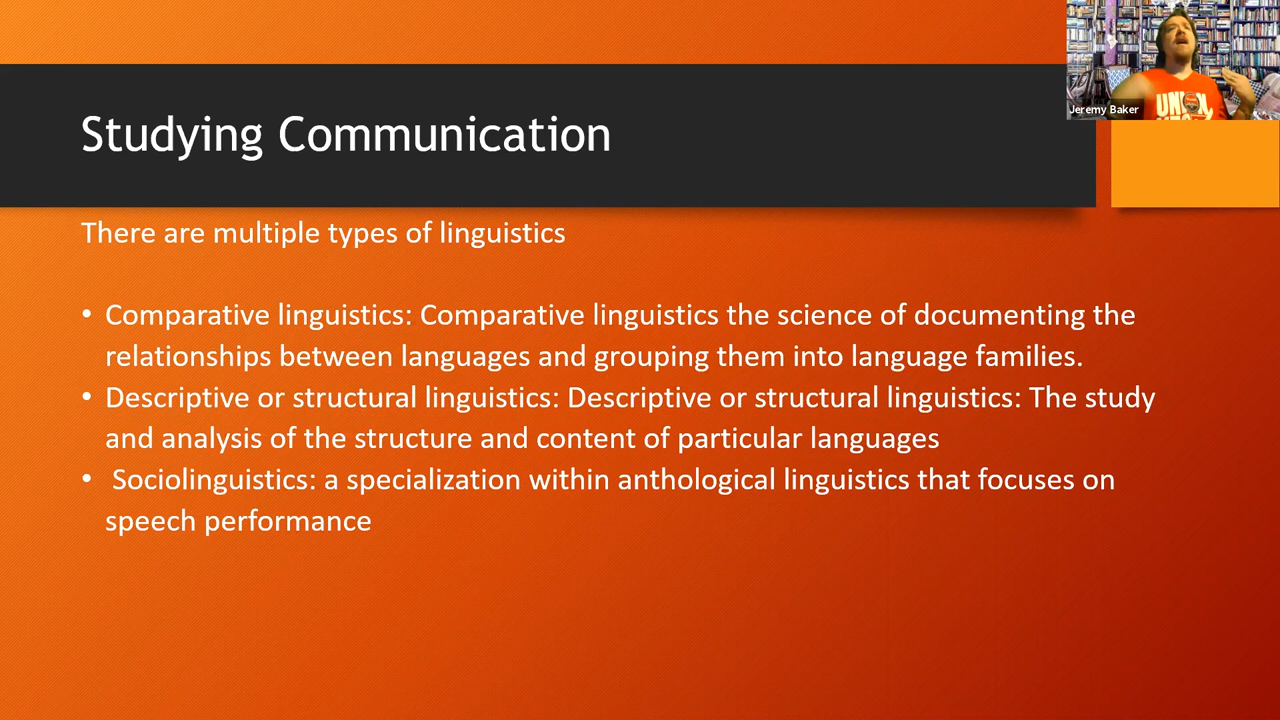 Jeremy Baker
Studying Communication
There are multiple types of linguistics
• Comparative linguistics: Comparative linguistics the science of documenting the
relationships between languages and grouping them into language families.
• Descriptive or structural linguistics: Descriptive or structural linguistics: The study
and analysis of the structure and content of particular languages
• Sociolinguistics: a specialization within anthological linguistics that focuses on
speech performance